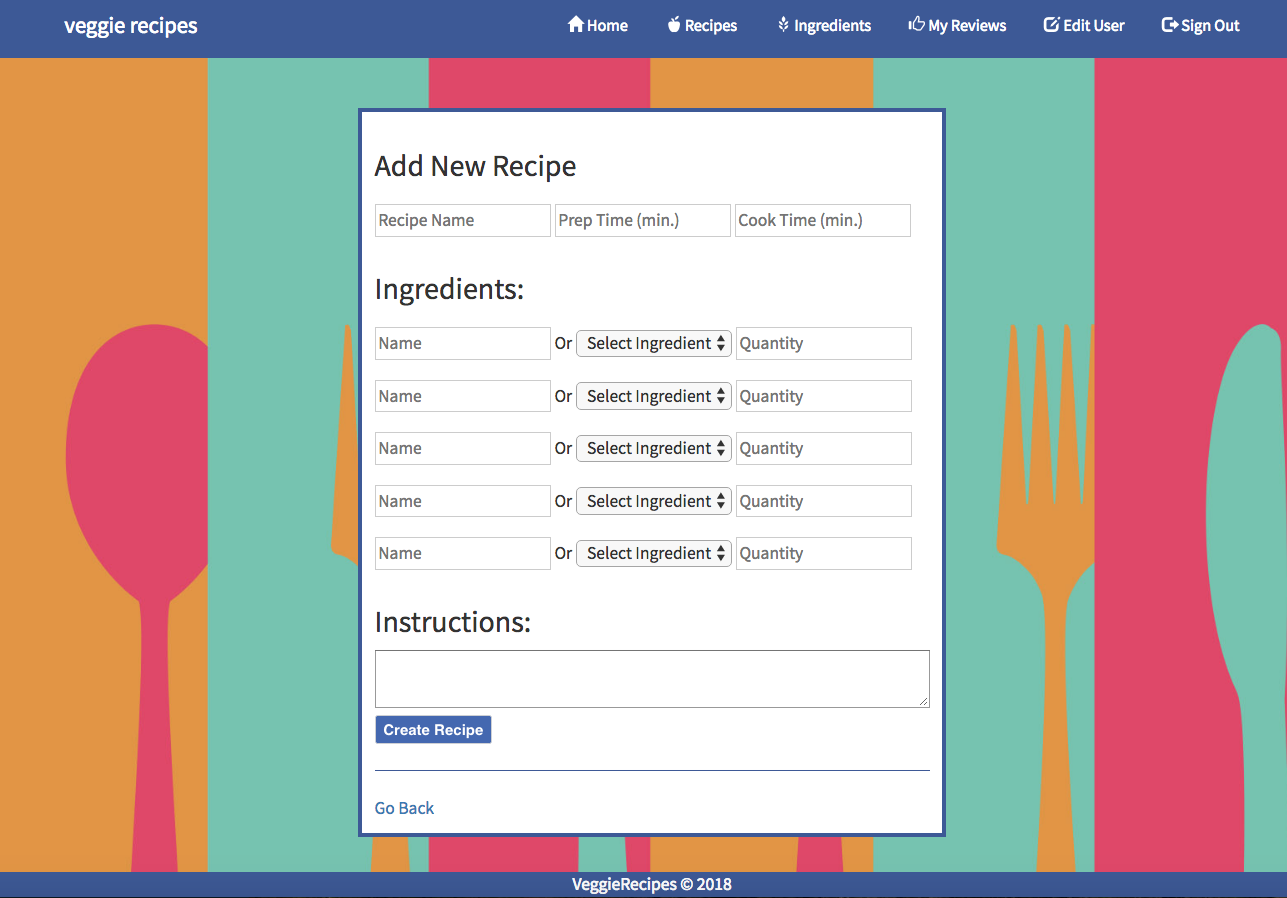 veggie recipes Home Recipes Ingredients My Reviews Edit User Sign Out
Add New Recipe
Recipe Name Prep Time (min.) Cook Time (min.)
Ingredients:
Name Or Select Ingredient Quantity
Name Or Select Ingredient Quantity
Name Or Select Ingredient Quantity
Name Or Select Ingredient Quantity
Name Or Select Ingredient Quantity
Instructions:
Create Recipe
Go Back
VeggieRecipes © 2018